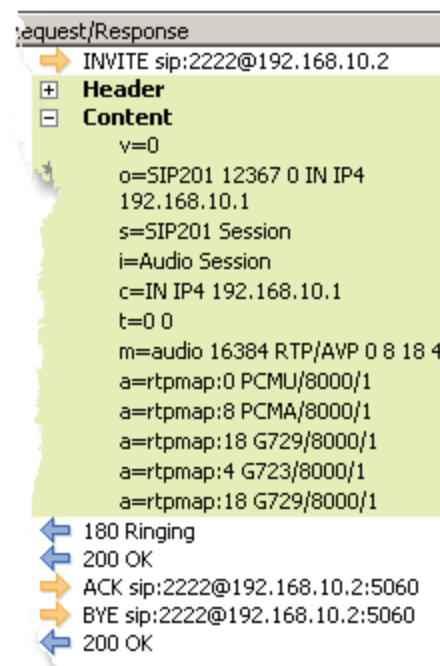 equest/Response
INVITE sip:2222@192.168.10.2
Header
Content
v=0
o=SIP201 12367 0 IN IP4
192.168.10.1
s=SIP201 Session
i=Audio Session
c=IN IP4 192.168.10.1
t=0 0
m=audio 16384 RTP/AVP 0 8 18 4
a=rtpmap:0 PCMU/8000/1
a=rtpmap:8 PCMA/8000/1
a=rtpmap:18 G729/8000/1
a=rtpmap:4 G723/8000/1
a=rtpmap:18 G729/8000/1
180 Ringing
200 OK
ACK sip:2222@192.168.10.2:5060
BYE sip:2222@192.168.10.2:5060
200 OK